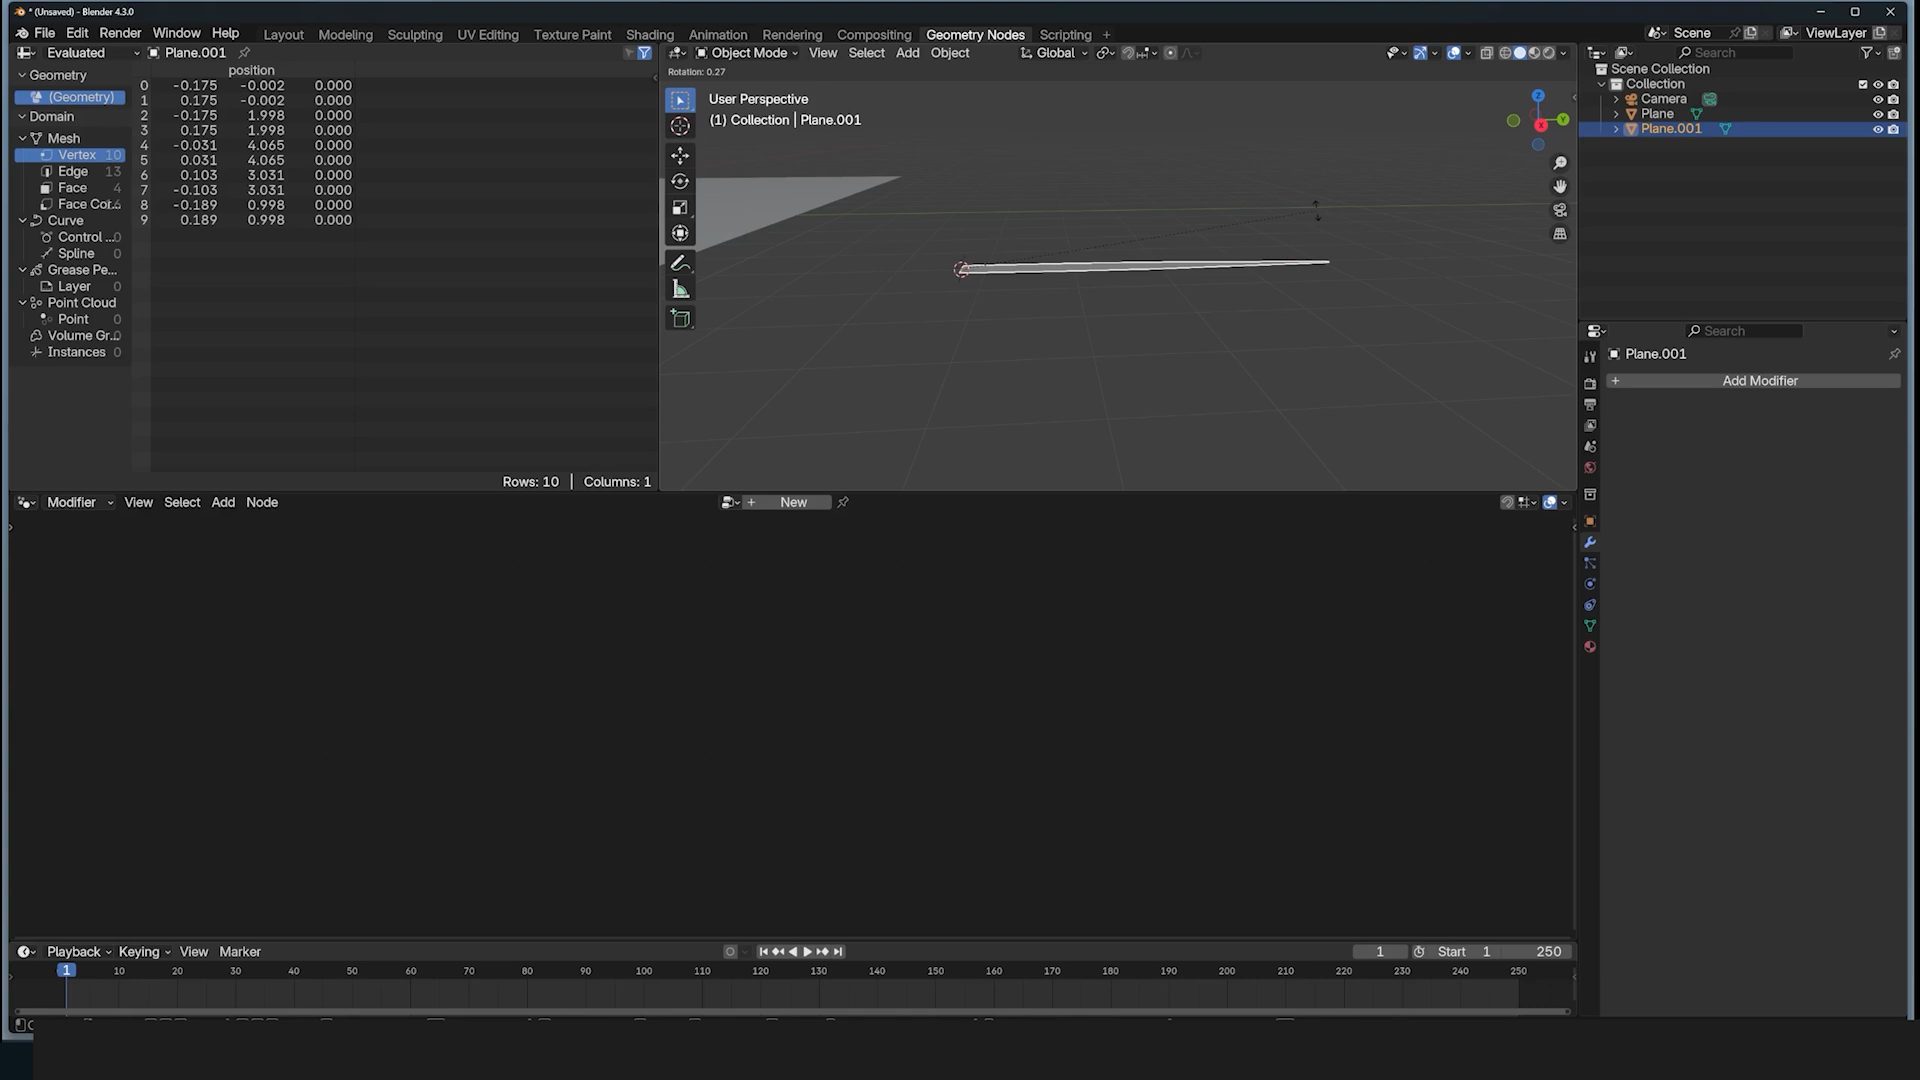 * (Unsaved) - Blender 4.3.0
File Edit Render Window Help Layout Modeling Sculpting UV Editing Texture Paint Shading Animation Rendering Compositing Geometry Nodes Scripting + Scene ViewLayer
Evaluated Plane.001
Object Mode View Select Add Object Global
Search
Geometry
(Geometry)
Domain
Mesh
Vertex 10
Edge 13
Face 4
Face Cor...
Curve
Control ...0
Spline 0
Grease Pe...
Layer 0
Point Cloud
Point 0
Volume Gr...0
Instances 0
position
0 -0.175 -0.002 0.000
1 0.175 -0.002 0.000
2 -0.175 1.998 0.000
3 0.175 1.998 0.000
4 -0.031 4.065 0.000
5 0.031 4.065 0.000
6 0.103 3.031 0.000
7 -0.103 3.031 0.000
8 -0.189 0.998 0.000
9 0.189 0.998 0.000
Rows: 10 | Columns: 1
Rotation: 0.27
User Perspective
(1) Collection | Plane.001
Z
Y
X
Scene Collection
Collection
Camera
Plane
Plane.001
Search
Plane.001
+ Add Modifier
Modifier View Select Add Node + New
Playback Keying View Marker 1 Start 1 250
1 10 20 30 40 50 60 70 80 90 100 110 120 130 140 150 160 170 180 190 200 210 220 230 240 250